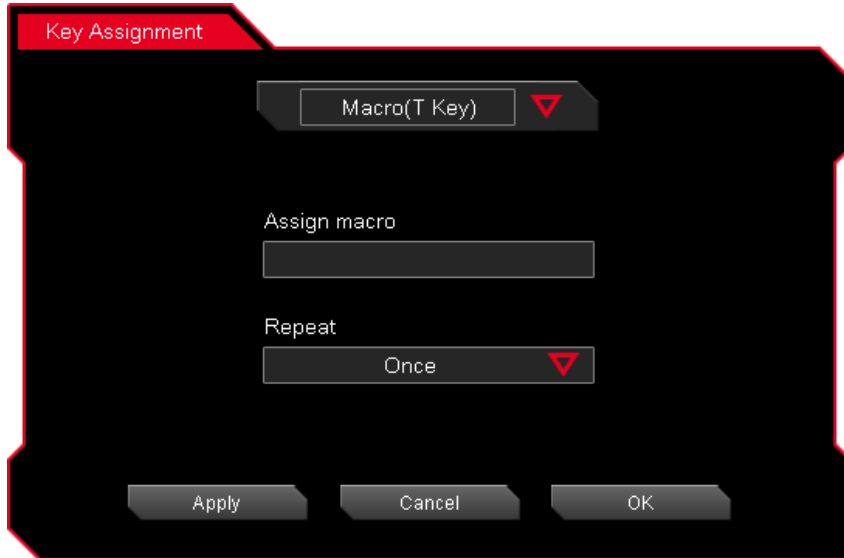 Key Assignment
Macro(T Key)
Assign macro
Repeat
Once
Apply Cancel OK